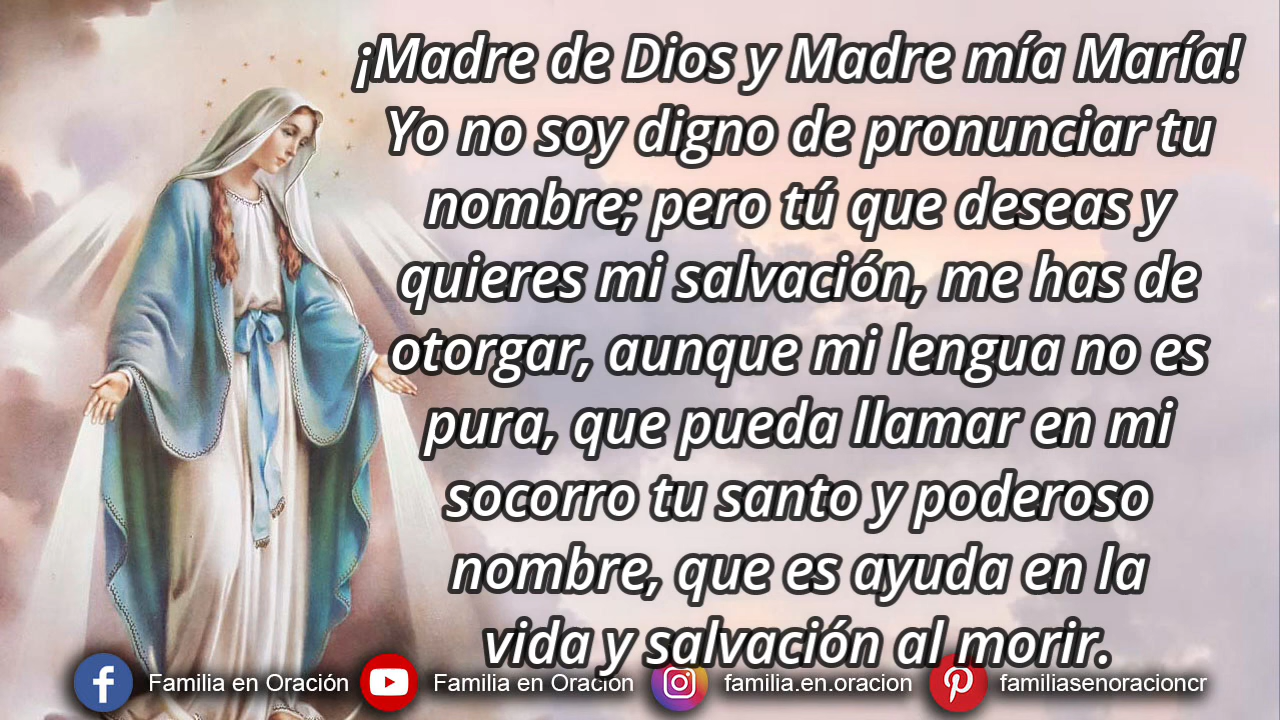 ¡Madre de Dios y Madre mía María!
Yo no soy digno de pronunciar tu
nombre; pero tú que deseas y
quieres mi salvación, me has de
otorgar, aunque mi lengua no es
pura, que pueda llamar en mi
socorro tu santo y poderoso
nombre, que es ayuda en la
vida y salvación al morir.
Familia en Oración Familia en Oración familia.en.oracion familiasenoracioncr